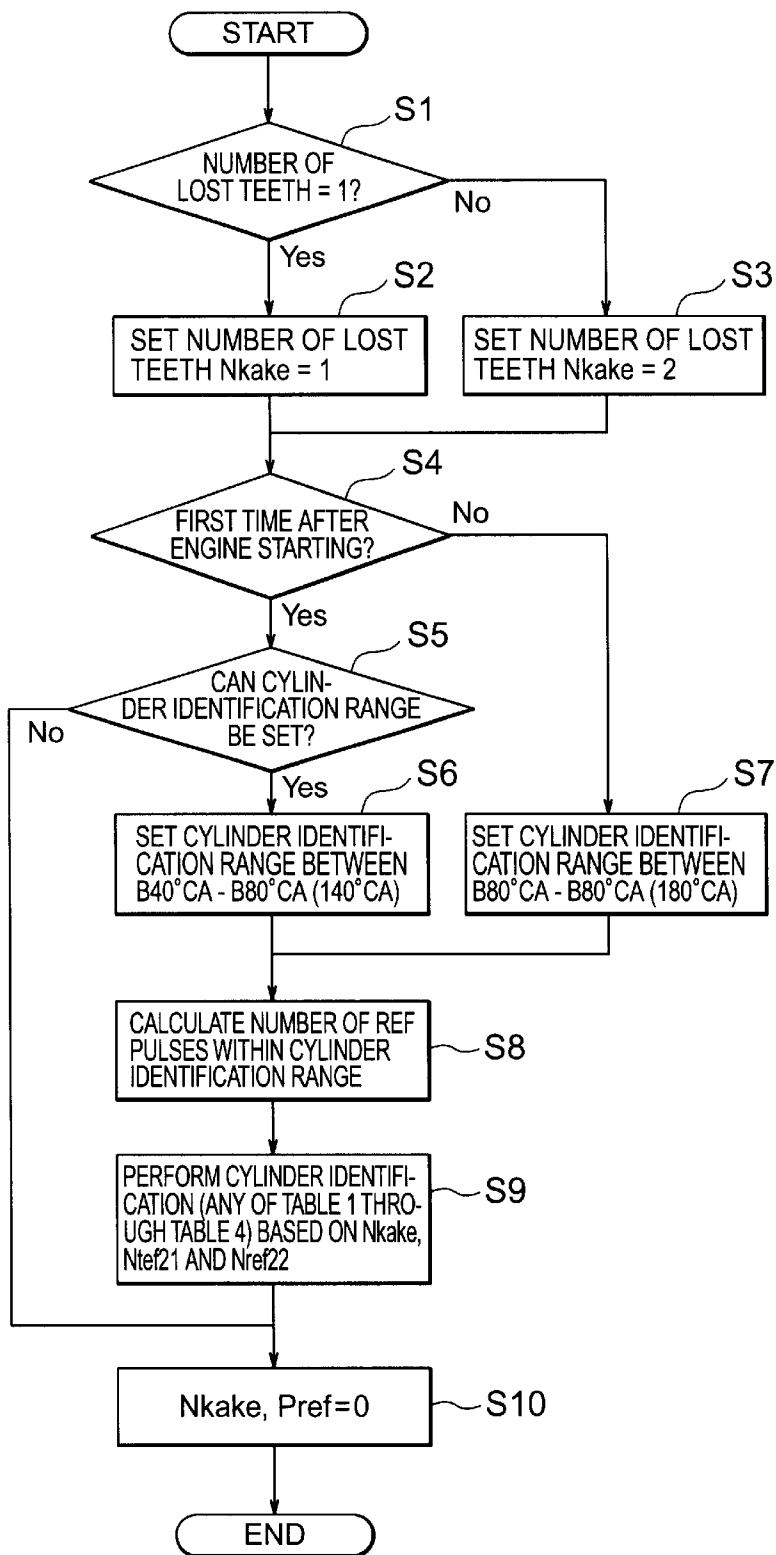 START
S1
NUMBER OF
LOST TEETH = 1?
No
Yes
S2
S3
SET NUMBER OF LOST
TEETH Nkake = 1
SET NUMBER OF LOST
TEETH Nkake = 2
S4
FIRST TIME AFTER
ENGINE STARTING?
No
Yes
S5
CAN CYLIN-
DER IDENTIFICATION RANGE
BE SET?
No
Yes
S6
S7
SET CYLINDER IDENTIFI-
CATION RANGE BETWEEN
B40°CA - B80°CA (140°CA)
SET CYLINDER IDENTIFI-
CATION RANGE BETWEEN
B80°CA - B80°CA (180°CA)
CALCULATE NUMBER OF REF
PULSES WITHIN CYLINDER
IDENTIFICATION RANGE
S8
PERFORM CYLINDER IDENTIFI-
CATION (ANY OF TABLE 1 THRO-
UGH TABLE 4) BASED ON Nkake,
Ntef21 AND Nref22
S9
Nkake, Pref=0
S10
END